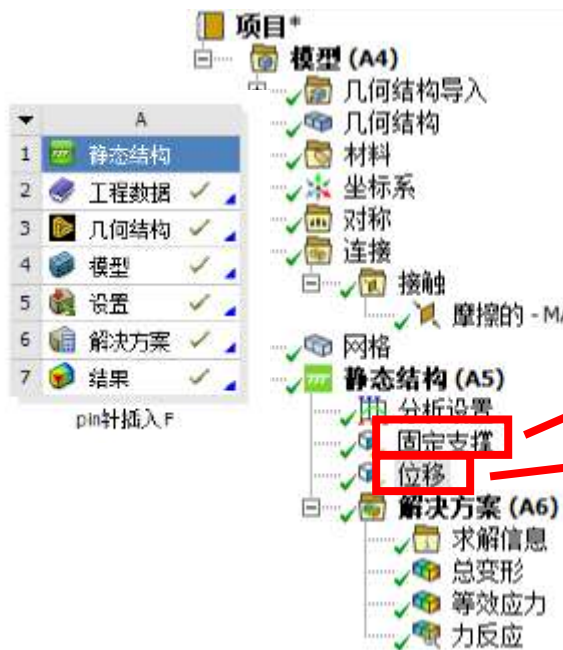 项目*
模型 (A4)
几何结构导入
几何结构
材料
坐标系
对称
连接
接触
摩擦的 - MA
网格
静态结构 (A5)
分析设置
固定支撑
位移
解决方案 (A6)
求解信息
总变形
等效应力
力反应
A
1 静态结构
2 工程数据
3 几何结构
4 模型
5 设置
6 解决方案
7 结果
pin针插入F